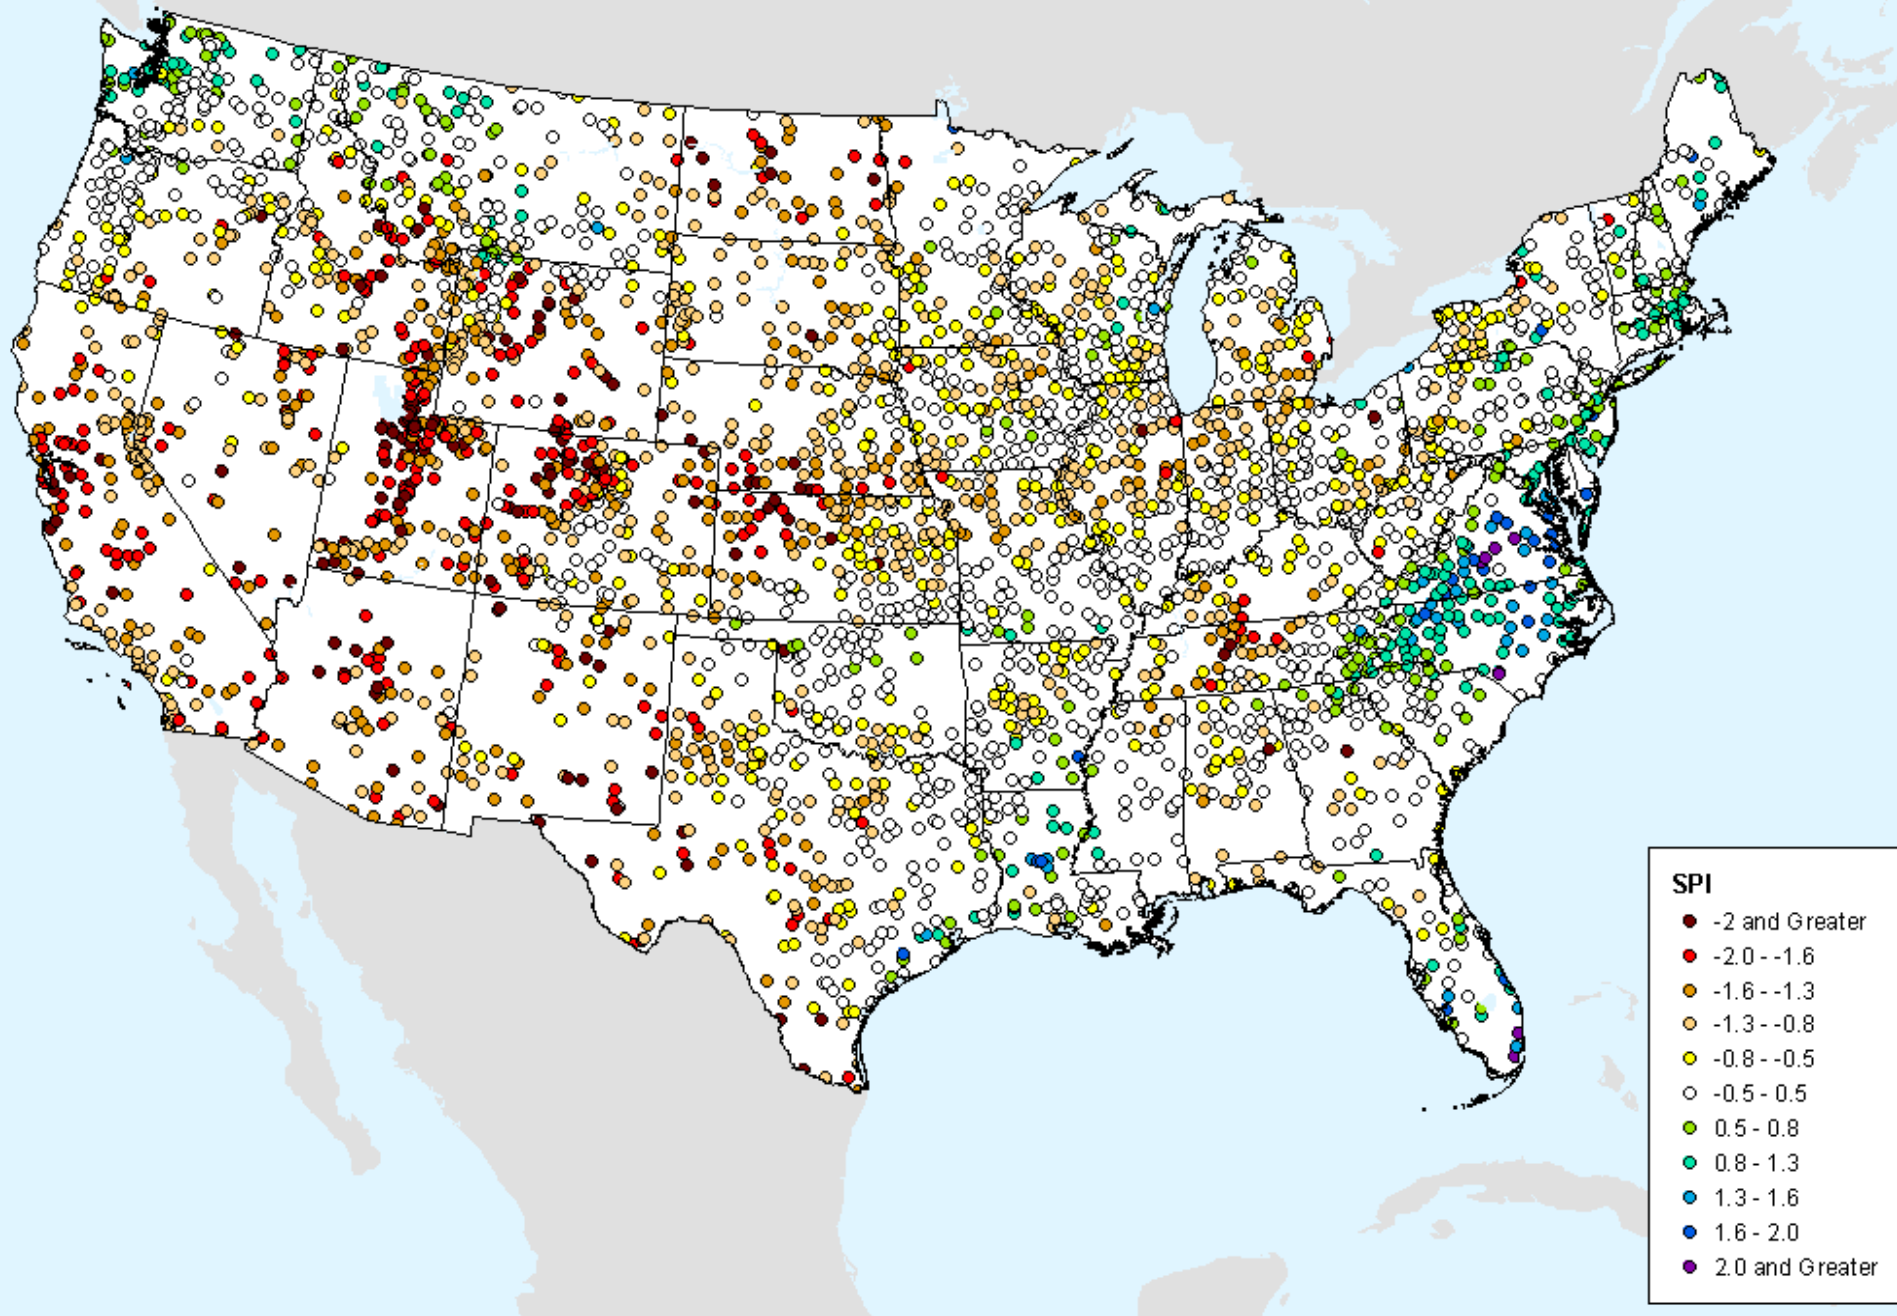 SPI
-2 and Greater
-2.0 - -1.6
-1.6 - -1.3
-1.3 - -0.8
-0.8 - -0.5
-0.5 - 0.5
0.5 - 0.8
0.8 - 1.3
1.3 - 1.6
1.6 - 2.0
2.0 and Greater